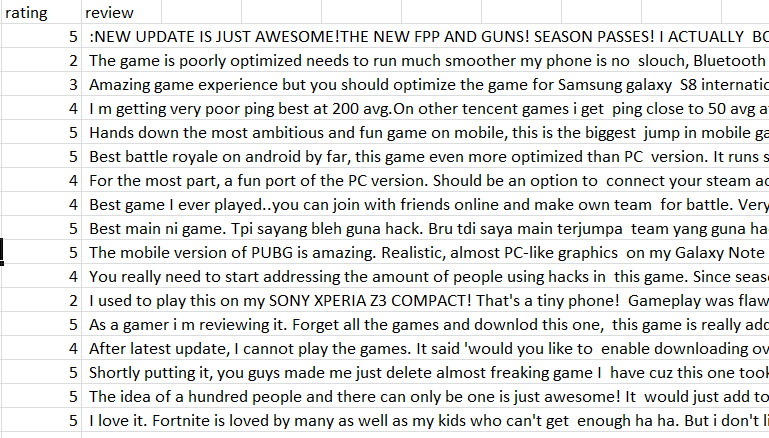 rating review
5 :NEW UPDATE IS JUST AWESOME!THE NEW FPP AND GUNS! SEASON PASSES! I ACTUALLY
2 The game is poorly optimized needs to run much smoother my phone is no slouch, Bluetooth
3 Amazing game experience but you should optimize the game for Samsung galaxy S8
4 I m getting very poor ping best at 200 avg.On other tencent games i get ping close to 50 avg
5 Hands down the most ambitious and fun game on mobile, this is the biggest jump in mobile
5 Best battle royale on android by far, this game even more optimized than PC version. It runs
4 For the most part, a fun port of the PC version. Should be an option to connect your steam
4 Best game I ever played..you can join with friends online and make own team for battle. Very
5 Best main ni game. Tpi sayang bleh guna hack. Bru tdi saya main terjumpa team yang guna
5 The mobile version of PUBG is amazing. Realistic, almost PC-like graphics on my Galaxy Note
4 You really need to start addressing the amount of people using hacks in this game. Since
2 I used to play this on my SONY XPERIA Z3 COMPACT! That's a tiny phone! Gameplay was
5 As a gamer i m reviewing it. Forget all the games and downlod this one, this game is really
4 After latest update, I cannot play the games. It said 'would you like to enable downloading
5 Shortly putting it, you guys made me just delete almost freaking game I have cuz this one took
5 The idea of a hundred people and there can only be one is just awesome! It would just add to
5 I love it. Fortnite is loved by many as well as my kids who can't get enough ha ha. But i don't